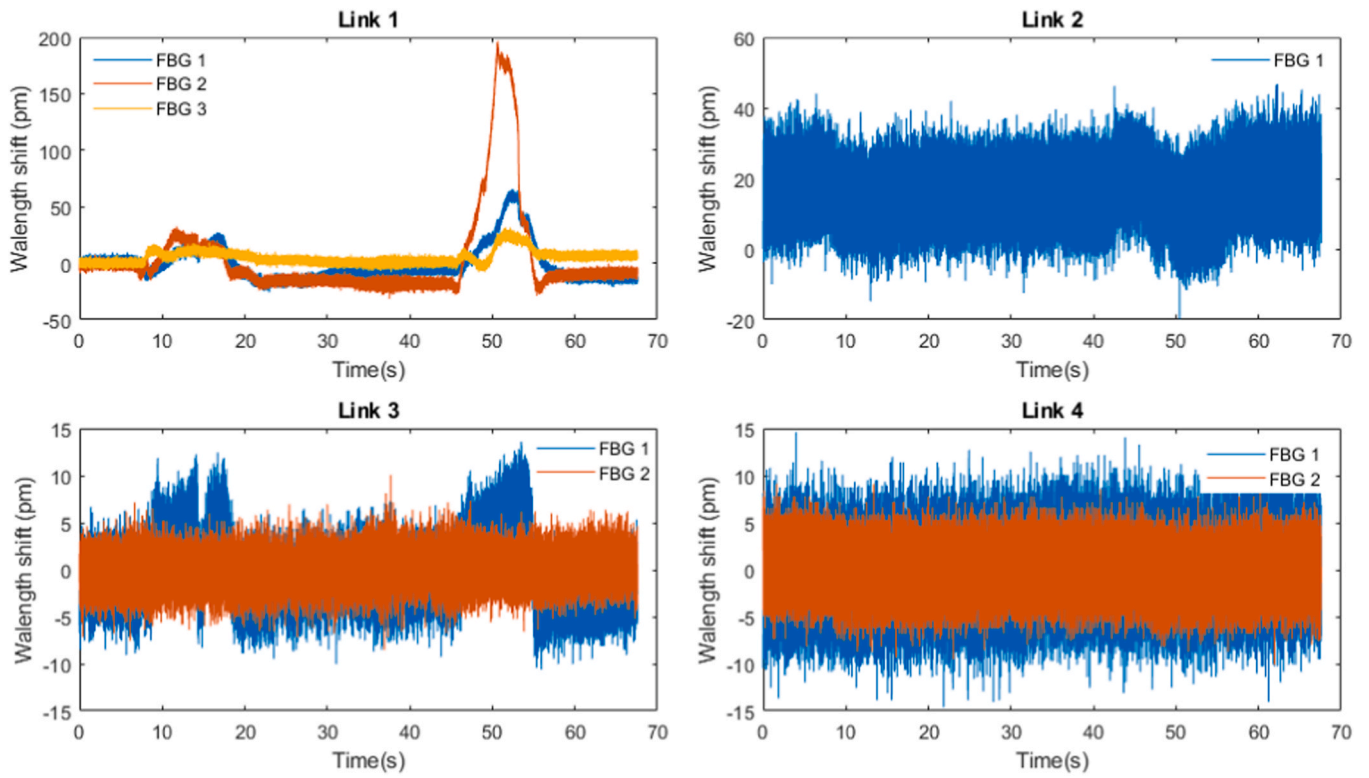 Link 1
200
150
100
50
0
-50
FBG 1
FBG 2
FBG 3
Walength shift (pm)
0 10 20 30 40 50 60 70
Time(s)
Link 2
60
40
20
0
-20
FBG 1
Walength shift (pm)
0 10 20 30 40 50 60 70
Time(s)
Link 3
15
10
5
0
-5
-10
-15
FBG 1
FBG 2
Walength shift (pm)
0 10 20 30 40 50 60 70
Time(s)
Link 4
15
10
5
0
-5
-10
-15
FBG 1
FBG 2
Walength shift (pm)
0 10 20 30 40 50 60 70
Time(s)